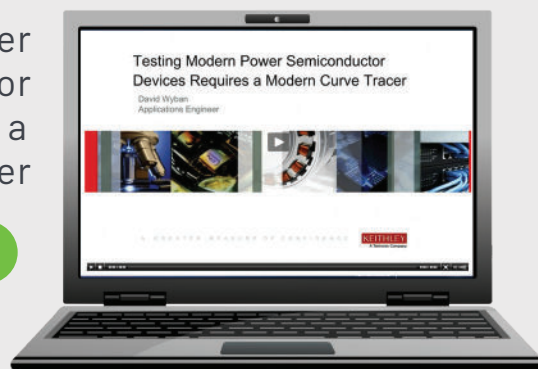 er
or
a
er
Testing Modern Power Semiconductor
Devices Requires a Modern Curve Tracer
David Wyban
Applications Engineer
A GREATER MEASURE OF CONFIDENCE
KEITHLEY
A Tektronix Company